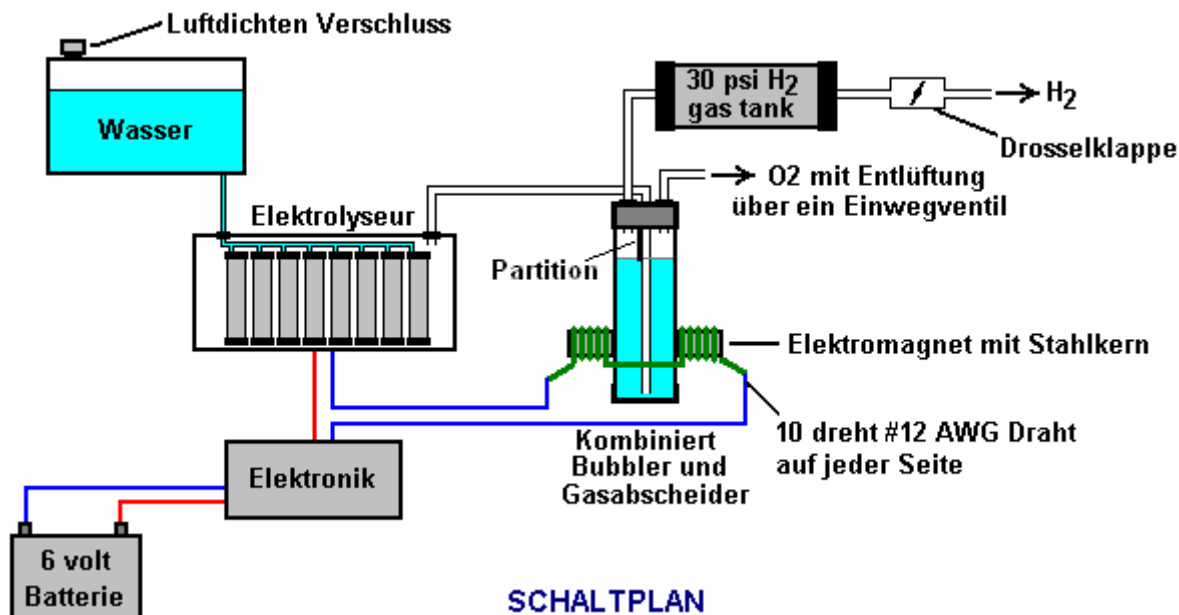 Luftdichten Verschluss
Wasser
30 psi H2
gas tank
H2
Drosselklappe
O2 mit Entlüftung
über ein Einwegventil
Elektrolyseur
Partition
Elektromagnet mit Stahlkern
10 dreht #12 AWG Draht
auf jeder Seite
Kombiniert
Bubbler und
Gasabscheider
Elektronik
6 volt
Batterie
SCHALTPLAN